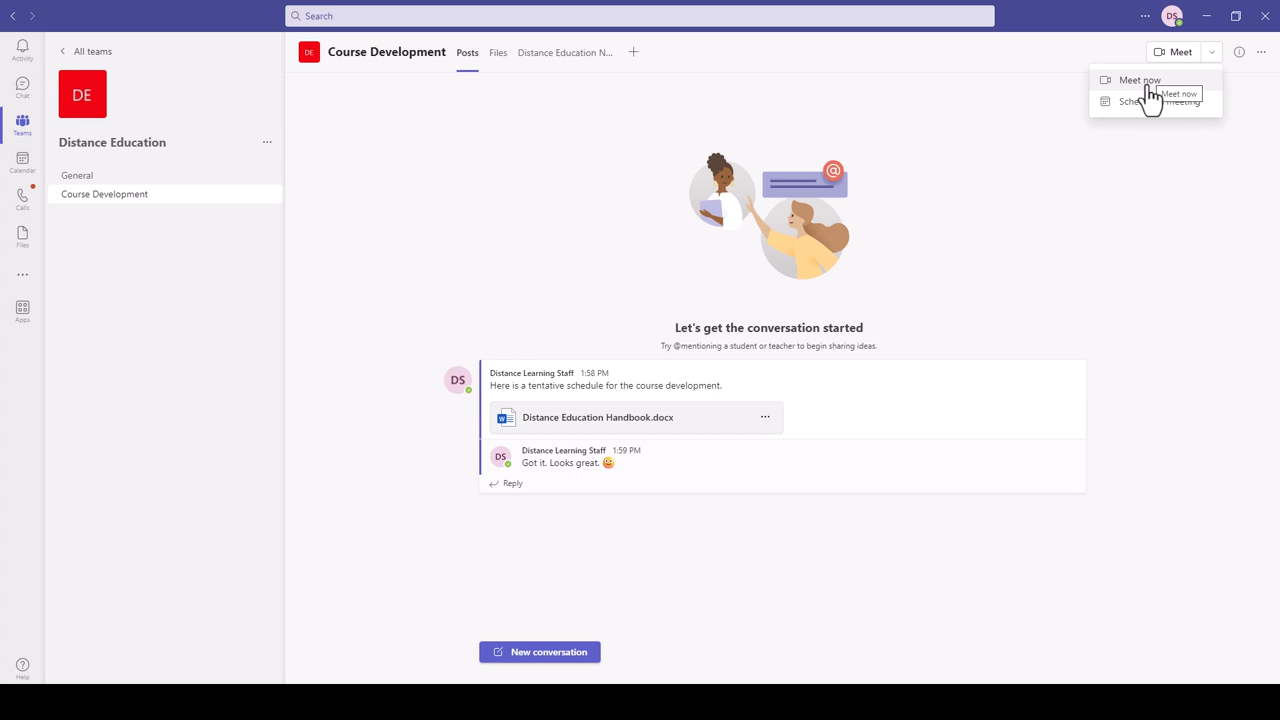 Search
DS
Activity
Chat
Teams
Calendar
Calls
Files
Apps
Help
All teams
DE
Distance Education
General
Course Development
DE
Course Development
Posts
Files
Distance Education N...
Meet
Meet now
Meet now
Sche
meeting
@
Let's get the conversation started
Try @mentioning a student or teacher to begin sharing ideas.
DS
Distance Learning Staff 1:58 PM
Here is a tentative schedule for the course development.
W
Distance Education Handbook.docx
DS
Distance Learning Staff 1:59 PM
Got it. Looks great. 🙂
Reply
New conversation